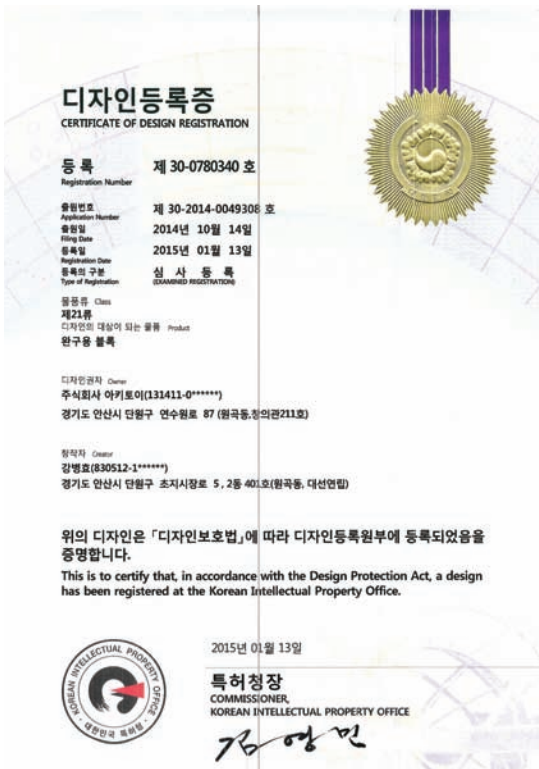 디자인등록증
CERTIFICATE OF DESIGN REGISTRATION
등 록 제 30-0780340 호
Registration Number
출원번호 제 30-2014-0049308 호
Application Number
출원일 2014년 10월 14일
Filing Date
등록일 2015년 01월 13일
Registration Date
등록의 구분 심 사 등 록
Type of Registration (EXAMINED REGISTRATION)
물품류 Class
제21류
디자인의 대상이 되는 물품 Product
완구용 블록
디자인권자 Owner
주식회사 아키토이(131411-0******)
경기도 안산시 단원구 연수원로 87 (원곡동,창의관211호)
창작자 Creator
강병효(830512-1******)
경기도 안산시 단원구 초지시장로 5 , 2동 401호(원곡동, 대선연립)
위의 디자인은 「디자인보호법」에 따라 디자인등록원부에 등록되었음을
증명합니다.
This is to certify that, in accordance with the Design Protection Act, a design
has been registered at the Korean Intellectual Property Office.
2015년 01월 13일
특허청장
COMMISSIONER,
KOREAN INTELLECTUAL PROPERTY OFFICE
김영민
KOREAN INTELLECTUAL PROPERTY OFFICE
대한민국 특허청